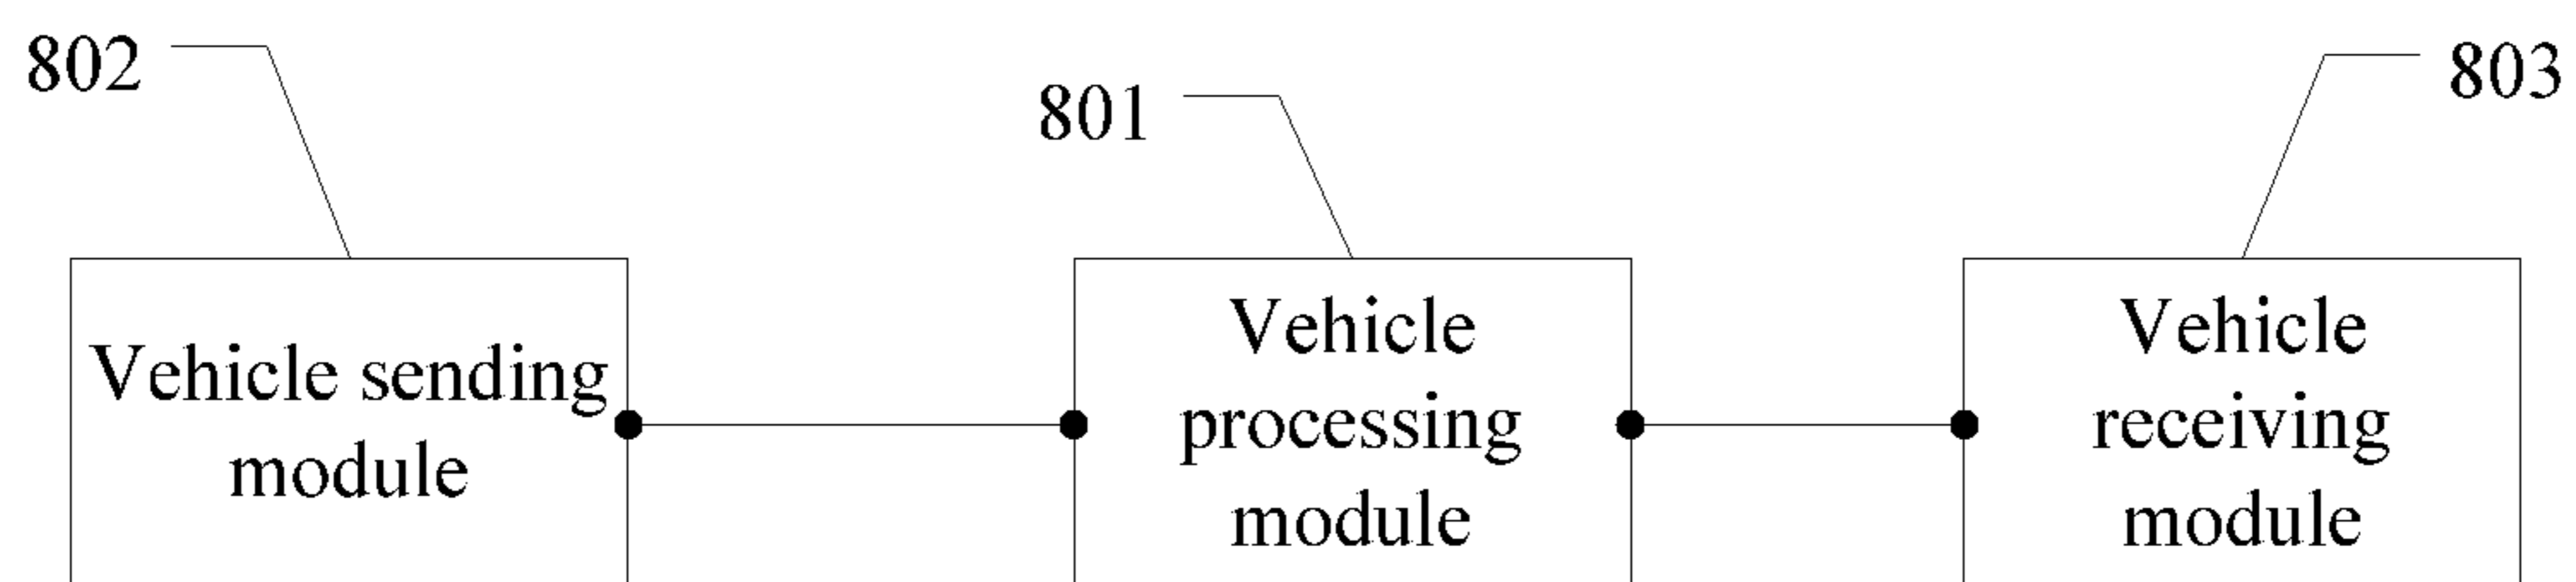 802
801
803
Vehicle sending
module
Vehicle
processing
module
Vehicle
receiving
module